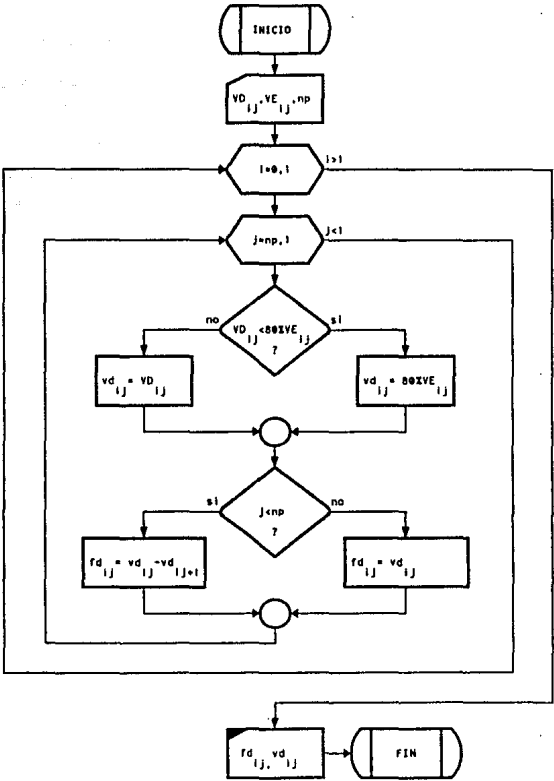 INICIO
VD ij, VE ij, np
i=0,1
i>1
j=np,1
j<1
no
VD ij <80%VE ij
?
si
vd ij = VD ij
vd ij = 80%VE ij
si
j<np
?
no
fd ij = vd ij -vd ij+1
fd ij = vd ij
fd ij, vd ij
FIN